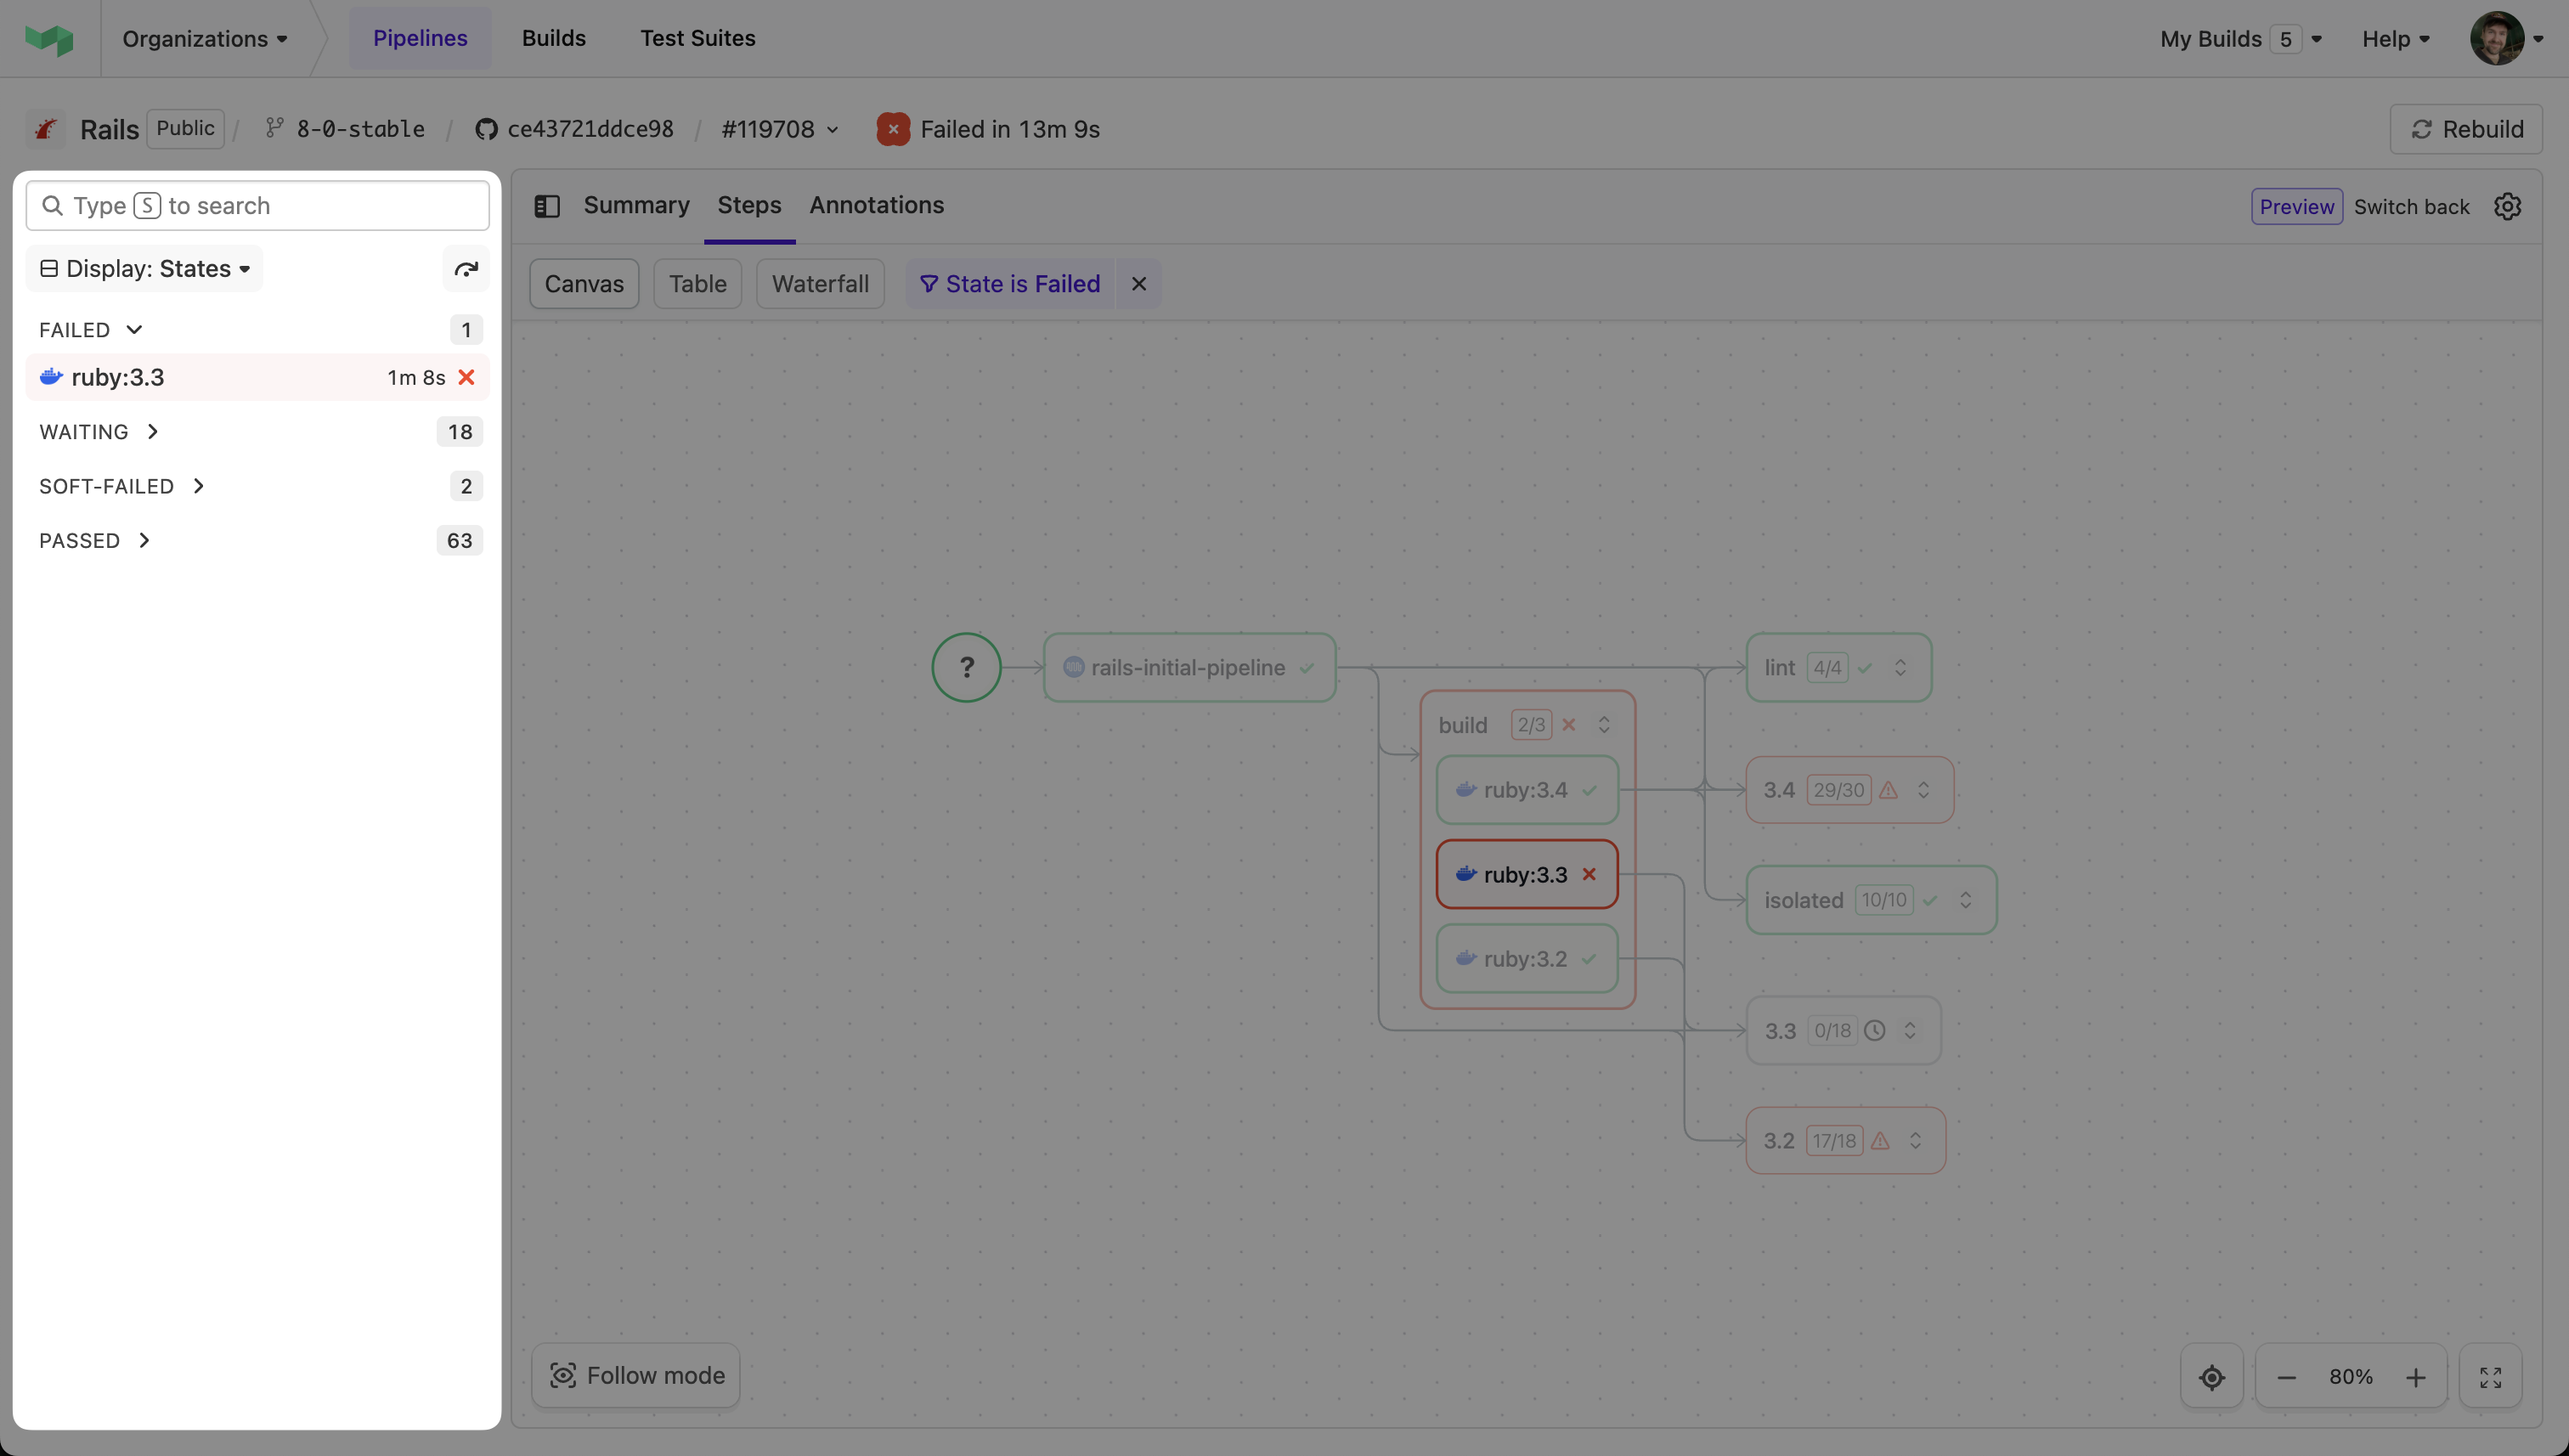 Organizations
Pipelines
Builds
Test Suites
My Builds 5
Help
Rails Public / 8-0-stable / ce43721ddce98 / #119708 Failed in 13m 9s
Rebuild
Type S to search
Display: States
FAILED 1
ruby:3.3 1m 8s
WAITING 18
SOFT-FAILED 2
PASSED 63
Summary
Steps
Annotations
Preview
Switch back
Canvas
Table
Waterfall
State is Failed
?
rails-initial-pipeline
build 2/3
ruby:3.4
ruby:3.3
ruby:3.2
lint 4/4
3.4 29/30
isolated 10/10
3.3 0/18
3.2 17/18
Follow mode
80%